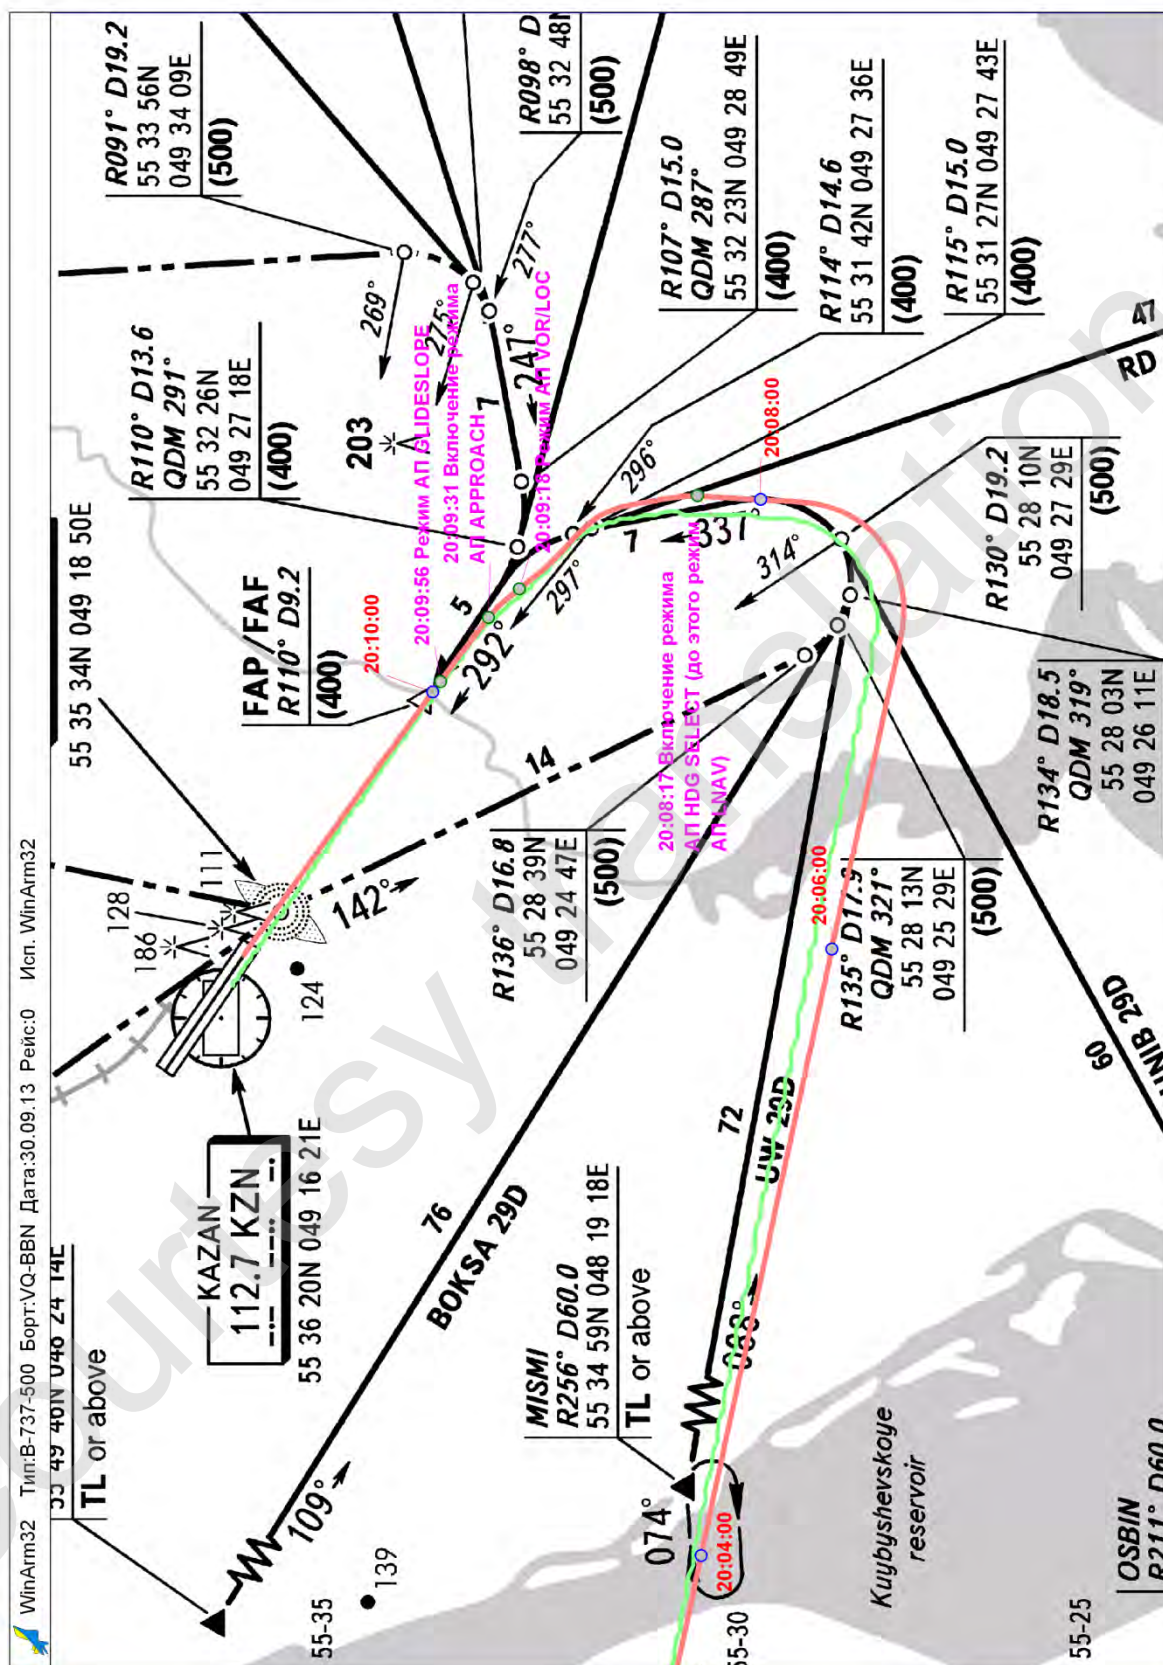 WinArm32 Тип:В-737-500 Борт:VQ-BBN Дата:30.09.13 Рейс:0 Исп. WinArm32
TL or above
109°
139
55-35
KAZAN
112.7 KZN
55 36 20N 049 16 21E
76
BOKSA 29D
186
128
111
124
142°
55 35 34N 049 18 50E
FAP/FAF
R110° D9.2
(400)
20:10:00
5
292°
297°
14
R110° D13.6
QDM 291°
55 32 26N
049 27 18E
(400)
203
R091° D19.2
55 33 56N
049 34 09E
(500)
269°
275°
277°
247°
7
20:09:56 Режим АП GLIDESLOPE
20:09:31 Включение режима
АП APPROACH
20:09:18 Режим АП VOR/LOC
R098° D
55 32 48N
(500)
R107° D15.0
QDM 287°
55 32 23N 049 28 49E
(400)
R114° D14.6
55 31 42N 049 27 36E
(400)
R115° D15.0
55 31 27N 049 27 43E
(400)
296°
7
337°
314°
20:08:00
47
RD
20:08:17 Включение режима
АП HDG SELECT (до этого режим
АП LNAV)
R130° D19.2
55 28 10N
049 27 29E
(500)
R134° D18.5
QDM 319°
55 28 03N
049 26 11E
R136° D16.8
55 28 39N
049 24 47E
(500)
20:06:00
R135° D17.9
QDM 321°
55 28 13N
049 25 29E
(500)
60
UNIB 29D
72
UW 29D
MISMI
R256° D60.0
55 34 59N 048 19 18E
TL or above
074°
20:04:00
55-30
Kuybyshevskoye
reservoir
55-25
OSBIN
R211° D60.0
courtesy translation